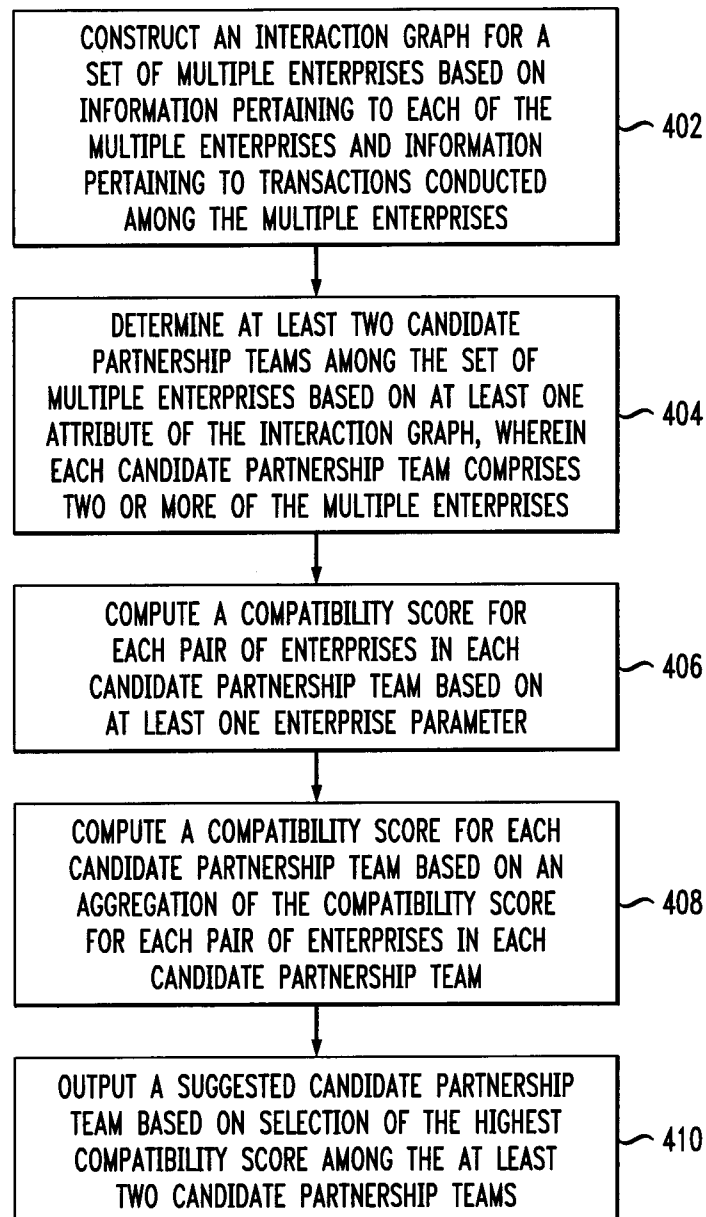 CONSTRUCT AN INTERACTION GRAPH FOR A
SET OF MULTIPLE ENTERPRISES BASED ON
INFORMATION PERTAINING TO EACH OF THE
MULTIPLE ENTERPRISES AND INFORMATION
PERTAINING TO TRANSACTIONS CONDUCTED
AMONG THE MULTIPLE ENTERPRISES
402
DETERMINE AT LEAST TWO CANDIDATE
PARTNERSHIP TEAMS AMONG THE SET OF
MULTIPLE ENTERPRISES BASED ON AT LEAST ONE
ATTRIBUTE OF THE INTERACTION GRAPH, WHEREIN
EACH CANDIDATE PARTNERSHIP TEAM COMPRISES
TWO OR MORE OF THE MULTIPLE ENTERPRISES
404
COMPUTE A COMPATIBILITY SCORE FOR
EACH PAIR OF ENTERPRISES IN EACH
CANDIDATE PARTNERSHIP TEAM BASED ON
AT LEAST ONE ENTERPRISE PARAMETER
406
COMPUTE A COMPATIBILITY SCORE FOR EACH
CANDIDATE PARTNERSHIP TEAM BASED ON AN
AGGREGATION OF THE COMPATIBILITY SCORE
FOR EACH PAIR OF ENTERPRISES IN EACH
CANDIDATE PARTNERSHIP TEAM
408
OUTPUT A SUGGESTED CANDIDATE PARTNERSHIP
TEAM BASED ON SELECTION OF THE HIGHEST
COMPATIBILITY SCORE AMONG THE AT LEAST
TWO CANDIDATE PARTNERSHIP TEAMS
410